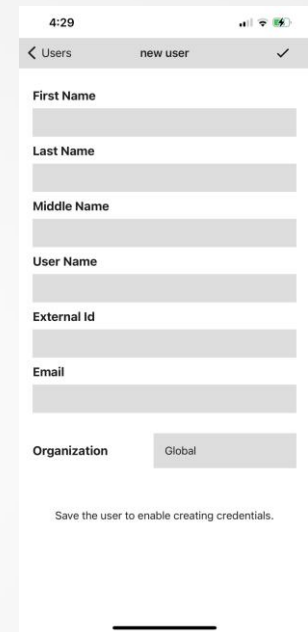 4:29
Users
new user
First Name
Last Name
Middle Name
User Name
External Id
Email
Organization
Global
Save the user to enable creating credentials.